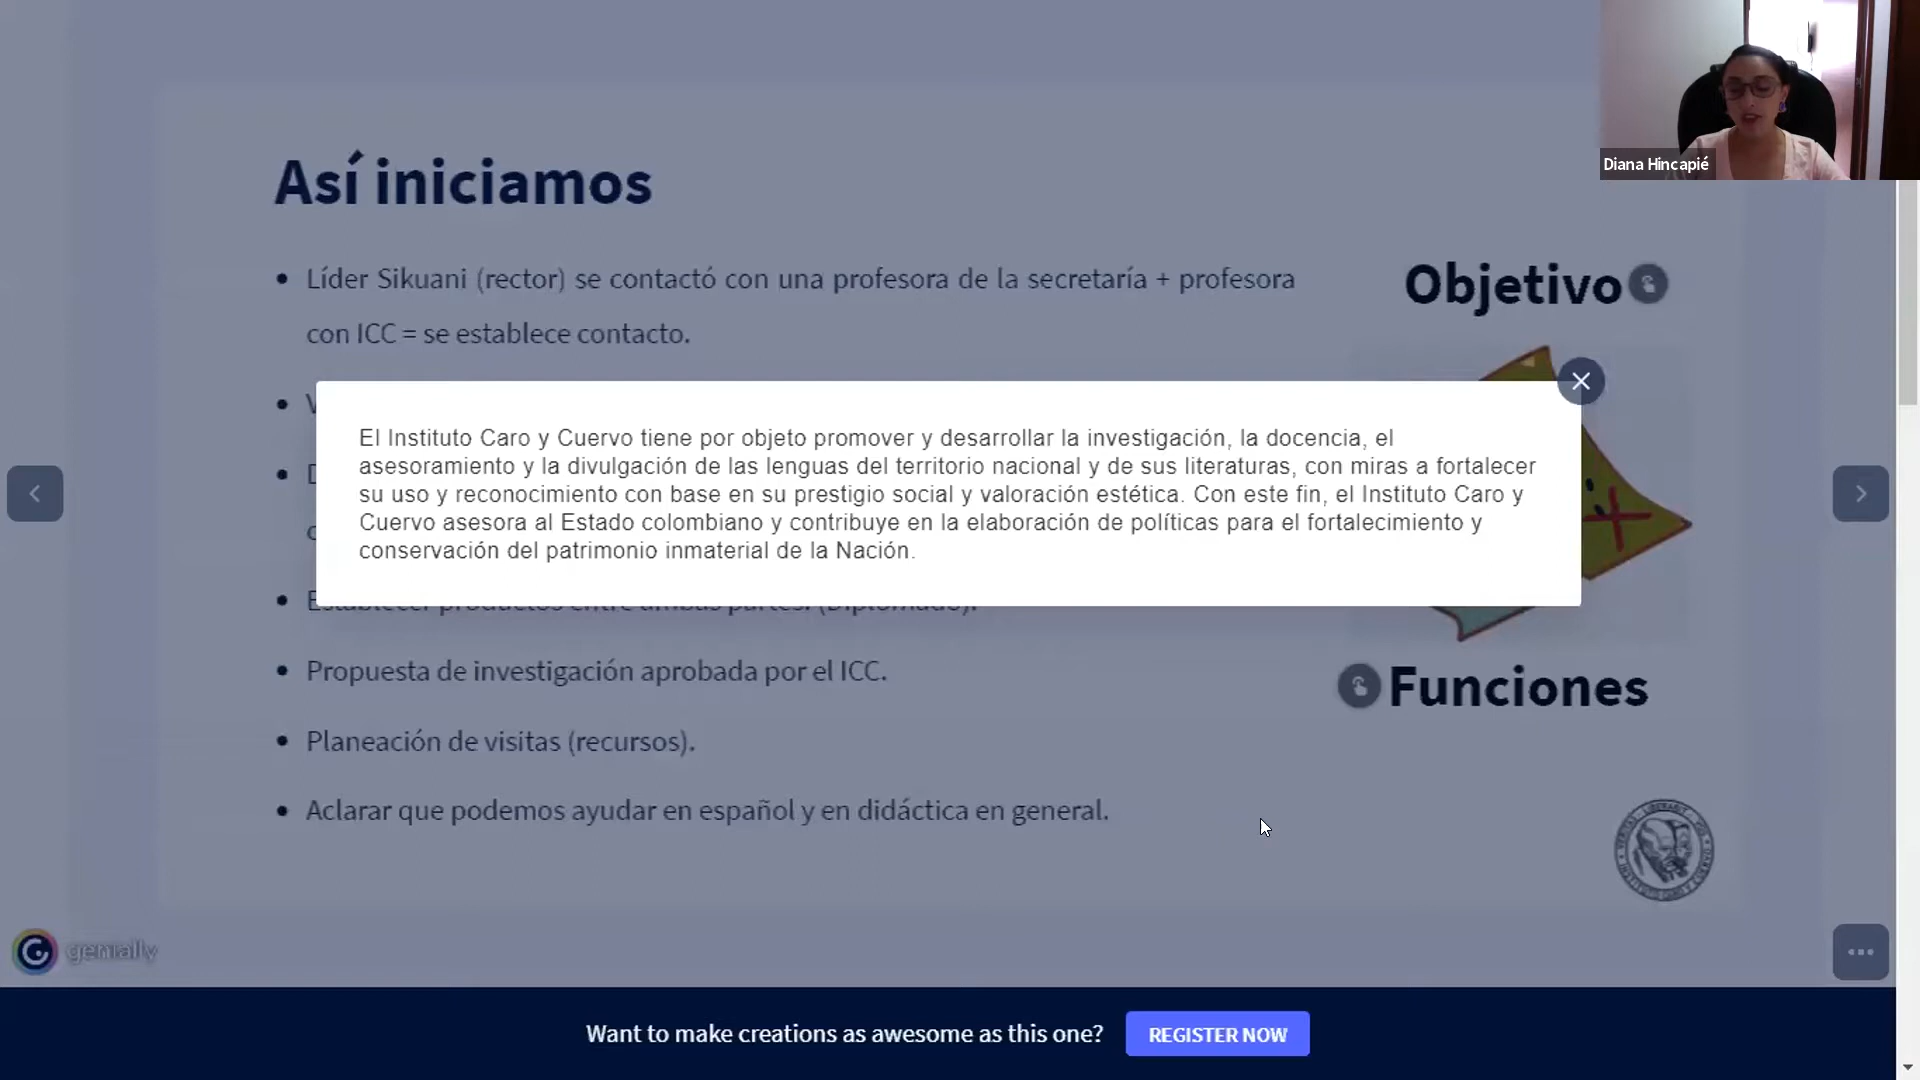 Diana Hincapié
Así iniciamos
Líder Sikuani (rector) se contactó con una profesora de la secretaría + profesora
con ICC = se establece contacto.
Objetivo
El Instituto Caro y Cuervo tiene por objeto promover y desarrollar la investigación, la docencia, el
asesoramiento y la divulgación de las lenguas del territorio nacional y de sus literaturas, con miras a fortalecer
su uso y reconocimiento con base en su prestigio social y valoración estética. Con este fin, el Instituto Caro y
Cuervo asesora al Estado colombiano y contribuye en la elaboración de políticas para el fortalecimiento y
conservación del patrimonio inmaterial de la Nación.
Establecer productos entre ambas partes. (Diplomado).
Propuesta de investigación aprobada por el ICC.
Funciones
Planeación de visitas (recursos).
Aclarar que podemos ayudar en español y en didáctica en general.
genially
Want to make creations as awesome as this one?
REGISTER NOW